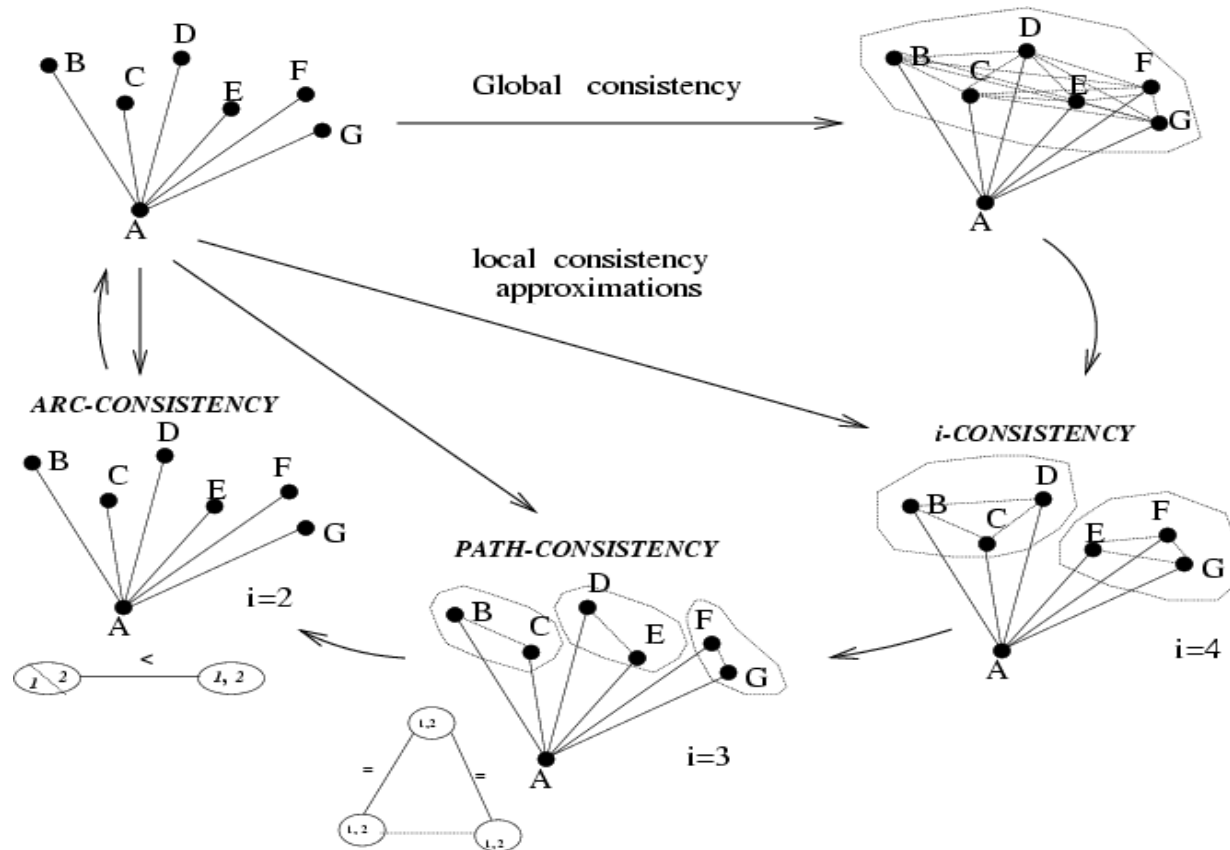 B
C
D
E
F
G
A
Global consistency
B
C
D
E
F
G
A
local consistency
approximations
ARC-CONSISTENCY
B
C
D
E
F
G
A
i=2
<
1 2
1, 2
PATH-CONSISTENCY
B
C
D
E
F
G
A
i=3
1,2
=
=
1, 2
1,2
i-CONSISTENCY
B
C
D
E
F
G
A
i=4